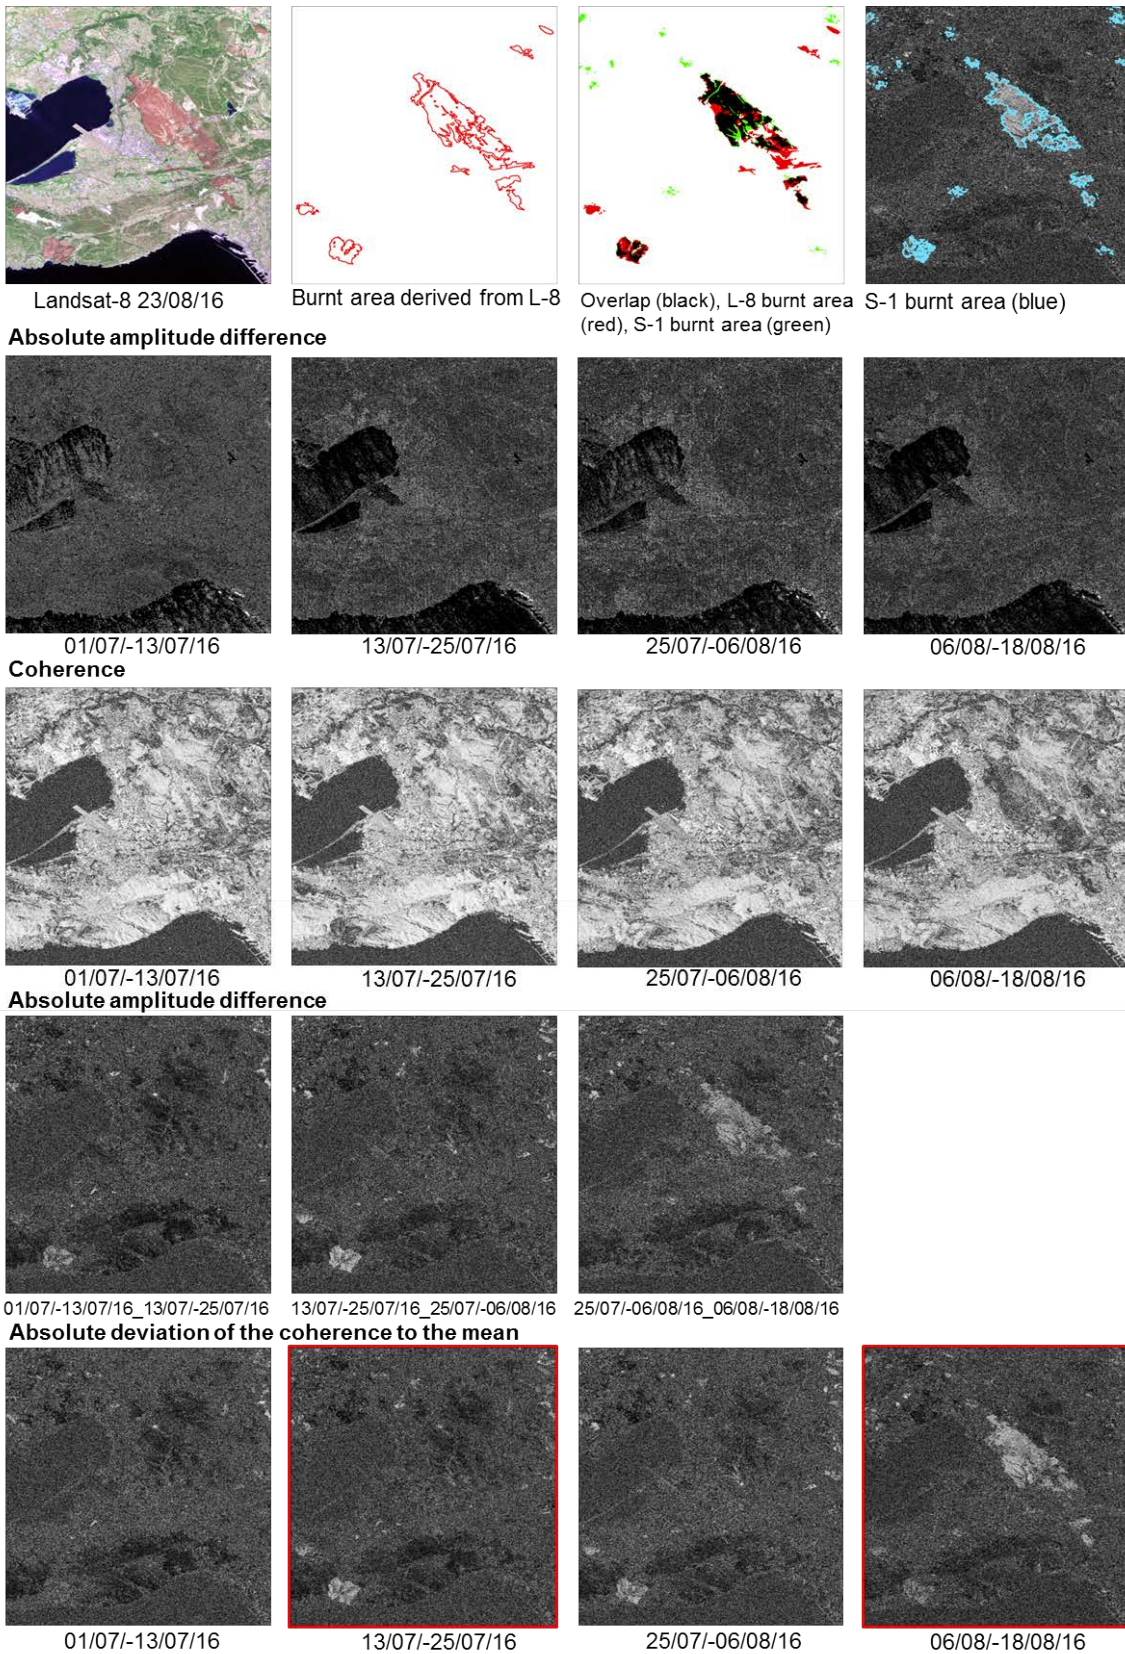 Landsat-8 23/08/16
Burnt area derived from L-8
Overlap (black), L-8 burnt area
(red), S-1 burnt area (green)
S-1 burnt area (blue)
Absolute amplitude difference
01/07/-13/07/16
13/07/-25/07/16
25/07/-06/08/16
06/08/-18/08/16
Coherence
01/07/-13/07/16
13/07/-25/07/16
25/07/-06/08/16
06/08/-18/08/16
Absolute amplitude difference
01/07/-13/07/16_13/07/-25/07/16
13/07/-25/07/16_25/07/-06/08/16
25/07/-06/08/16_06/08/-18/08/16
Absolute deviation of the coherence to the mean
01/07/-13/07/16
13/07/-25/07/16
25/07/-06/08/16
06/08/-18/08/16